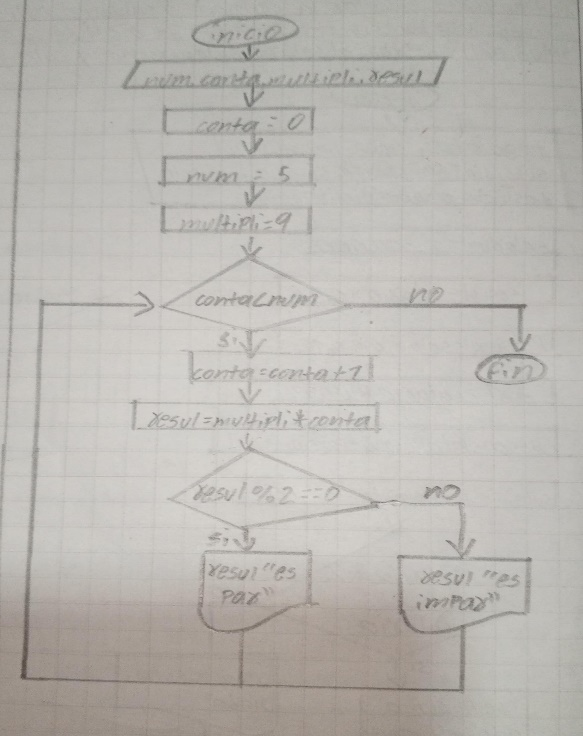 inicio
num, conta, multipli, resul
conta = 0
num = 5
multipli=9
conta<num
no
si
fin
conta=conta+1
resul=multipli*conta
resul%2==0
no
si
resul "es
par"
resul "es
impar"